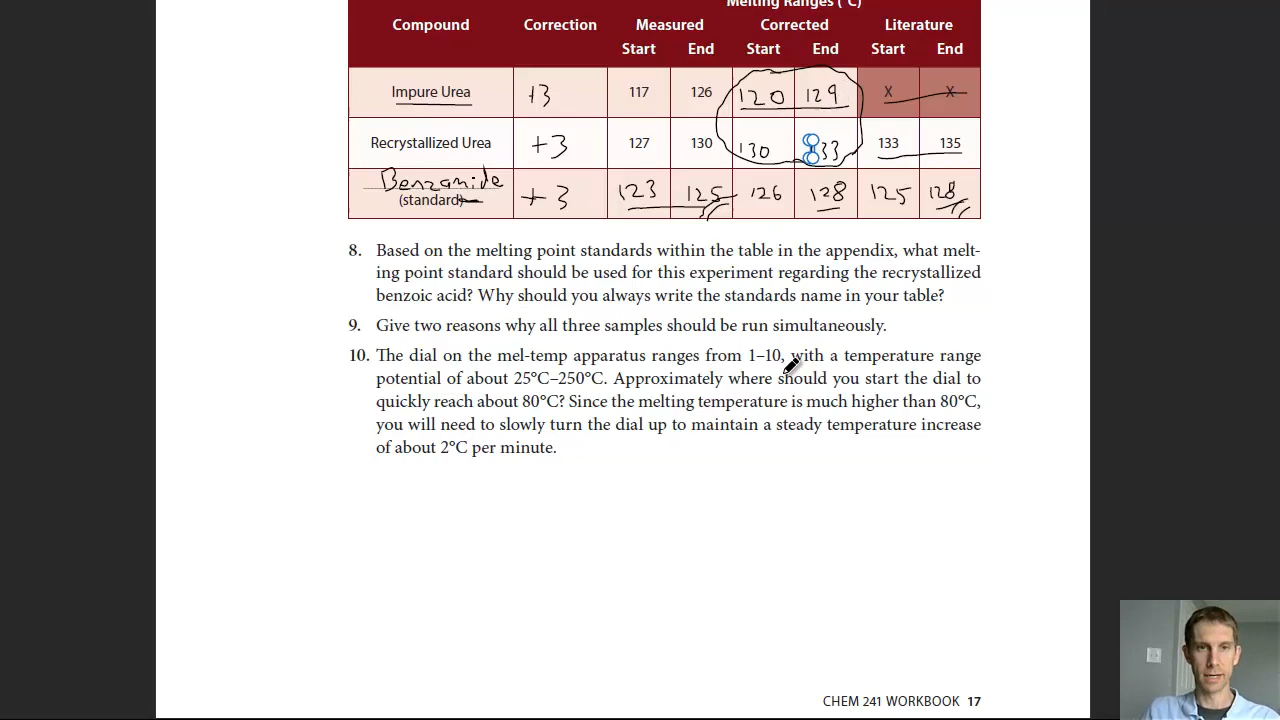 Melting Ranges (°C)
Compound Correction Measured Corrected Literature
Start End Start End Start End
Impure Urea +3 117 126 120 129 X X
Recrystallized Urea +3 127 130 130 133 133 135
Benzamide
(standard) +3 123 125 126 128 125 128
8. Based on the melting point standards within the table in the appendix, what melt-
ing point standard should be used for this experiment regarding the recrystallized
benzoic acid? Why should you always write the standards name in your table?
9. Give two reasons why all three samples should be run simultaneously.
10. The dial on the mel-temp apparatus ranges from 1–10, with a temperature range
potential of about 25°C–250°C. Approximately where should you start the dial to
quickly reach about 80°C? Since the melting temperature is much higher than 80°C,
you will need to slowly turn the dial up to maintain a steady temperature increase
of about 2°C per minute.
CHEM 241 WORKBOOK 17